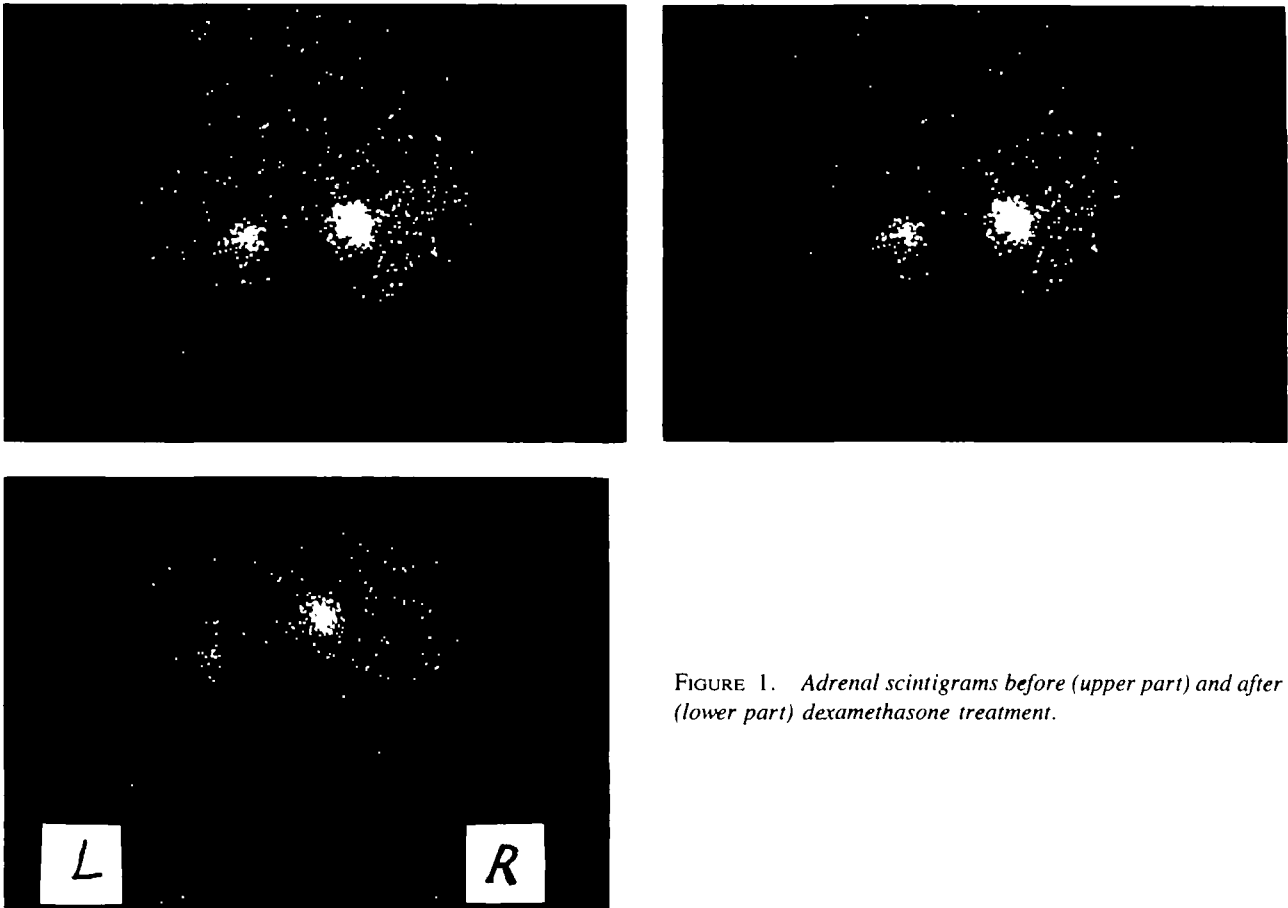 FIGURE 1. Adrenal scintigrams before (upper part) and after
(lower part) dexamethasone treatment.
L
R